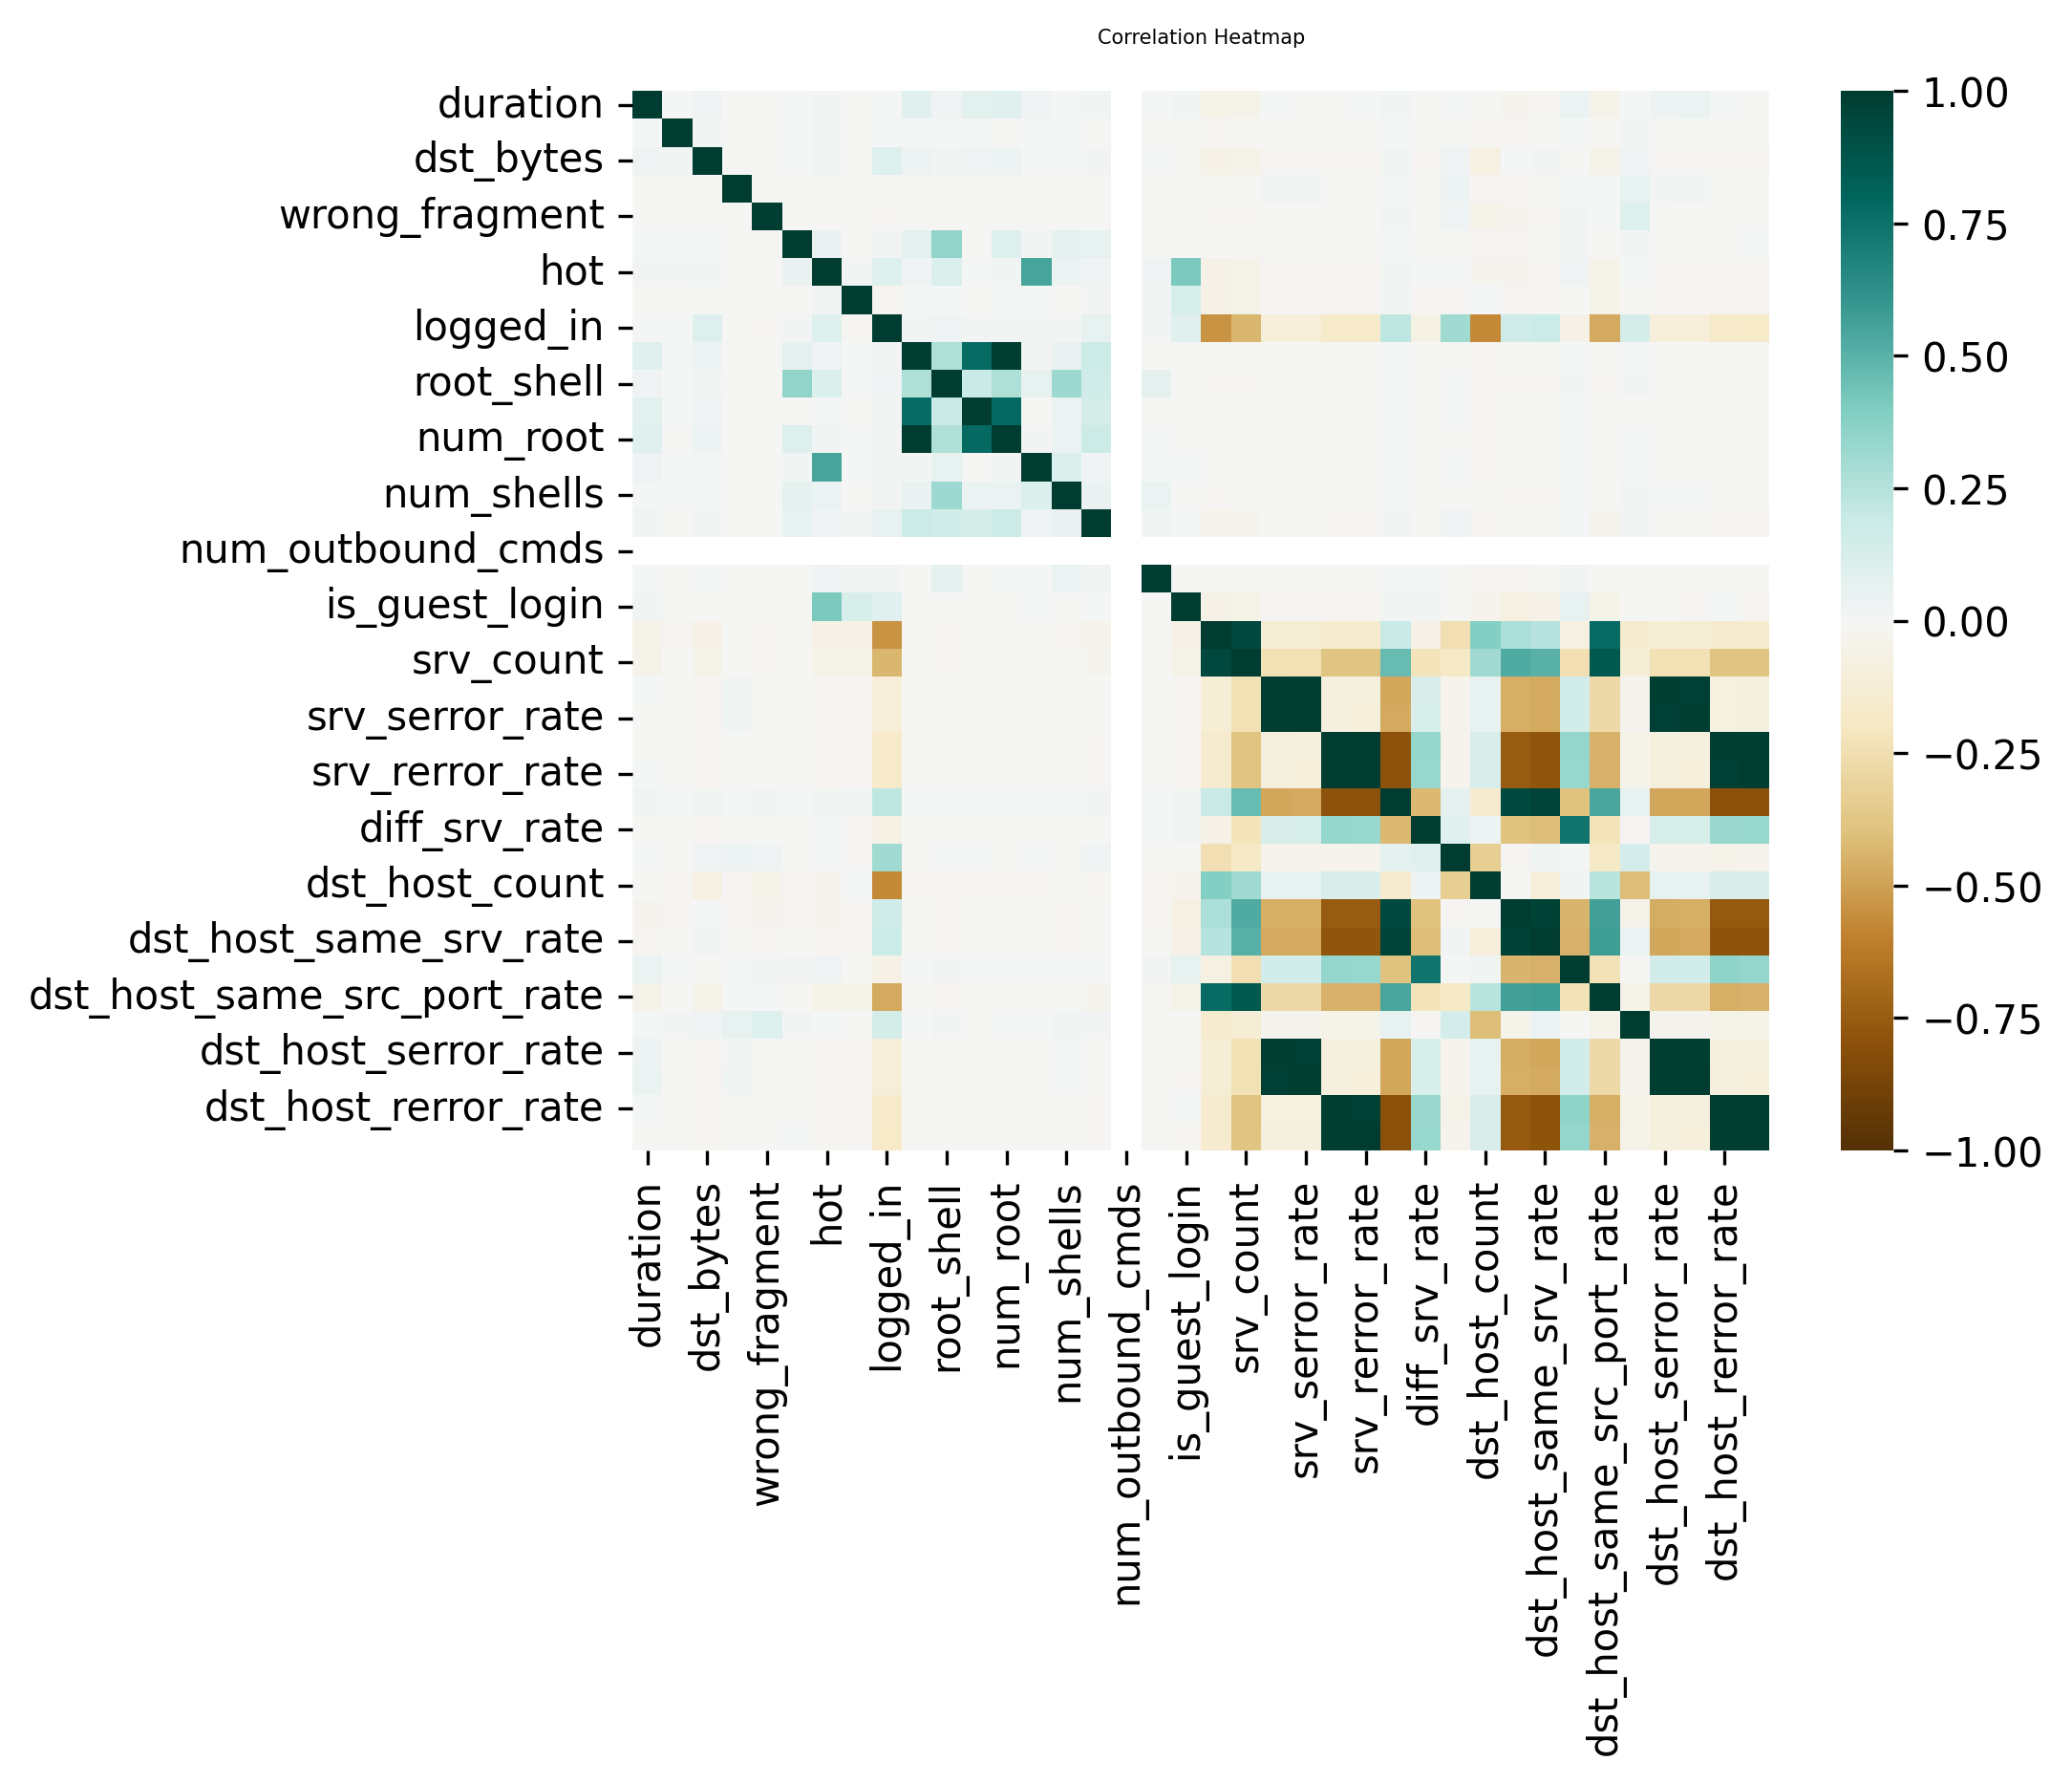 Correlation Heatmap
duration
dst_bytes
wrong_fragment
hot
logged_in
root_shell
num_root
num_shells
num_outbound_cmds
is_guest_login
srv_count
srv_serror_rate
srv_rerror_rate
diff_srv_rate
dst_host_count
dst_host_same_srv_rate
dst_host_same_src_port_rate
dst_host_serror_rate
dst_host_rerror_rate
duration
dst_bytes
wrong_fragment
hot
logged_in
root_shell
num_root
num_shells
num_outbound_cmds
is_guest_login
srv_count
srv_serror_rate
srv_rerror_rate
diff_srv_rate
dst_host_count
dst_host_same_srv_rate
dst_host_same_src_port_rate
dst_host_serror_rate
dst_host_rerror_rate
1.00
0.75
0.50
0.25
0.00
−0.25
−0.50
−0.75
−1.00